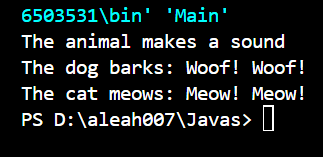 6503531\bin' 'Main'
The animal makes a sound
The dog barks: Woof! Woof!
The cat meows: Meow! Meow!
PS D:\aleah007\Javas>